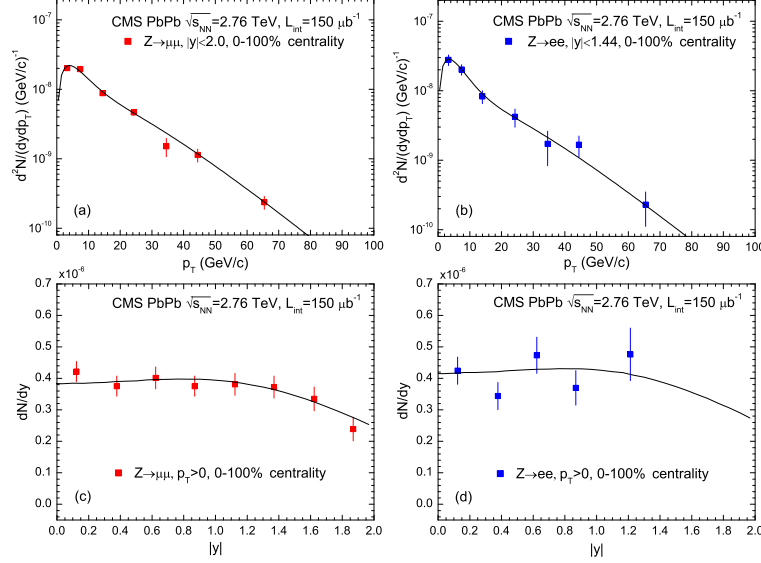 CMS PbPb √s_NN=2.76 TeV, L_int=150 μb⁻¹
Z→μμ, |y|<2.0, 0-100% centrality
d²N/(dydp_T) (GeV/c)⁻¹
10⁻⁷
10⁻⁸
10⁻⁹
10⁻¹⁰
(a)
0 10 20 30 40 50 60 70 80 90 100
p_T (GeV/c)
CMS PbPb √s_NN=2.76 TeV, L_int=150 μb⁻¹
Z→ee, |y|<1.44, 0-100% centrality
d²N/(dydp_T) (GeV/c)⁻¹
10⁻⁷
10⁻⁸
10⁻⁹
10⁻¹⁰
(b)
0 10 20 30 40 50 60 70 80 90 100
p_T (GeV/c)
x10⁻⁶
CMS PbPb √s_NN=2.76 TeV, L_int=150 μb⁻¹
dN/dy
0.7
0.6
0.5
0.4
0.3
0.2
0.1
0.0
Z→μμ, p_T>0, 0-100% centrality
(c)
0.0 0.2 0.4 0.6 0.8 1.0 1.2 1.4 1.6 1.8 2.0
|y|
x10⁻⁶
CMS PbPb √s_NN=2.76 TeV, L_int=150 μb⁻¹
dN/dy
0.7
0.6
0.5
0.4
0.3
0.2
0.1
0.0
Z→ee, p_T>0, 0-100% centrality
(d)
0.0 0.2 0.4 0.6 0.8 1.0 1.2 1.4 1.6 1.8 2.0
|y|